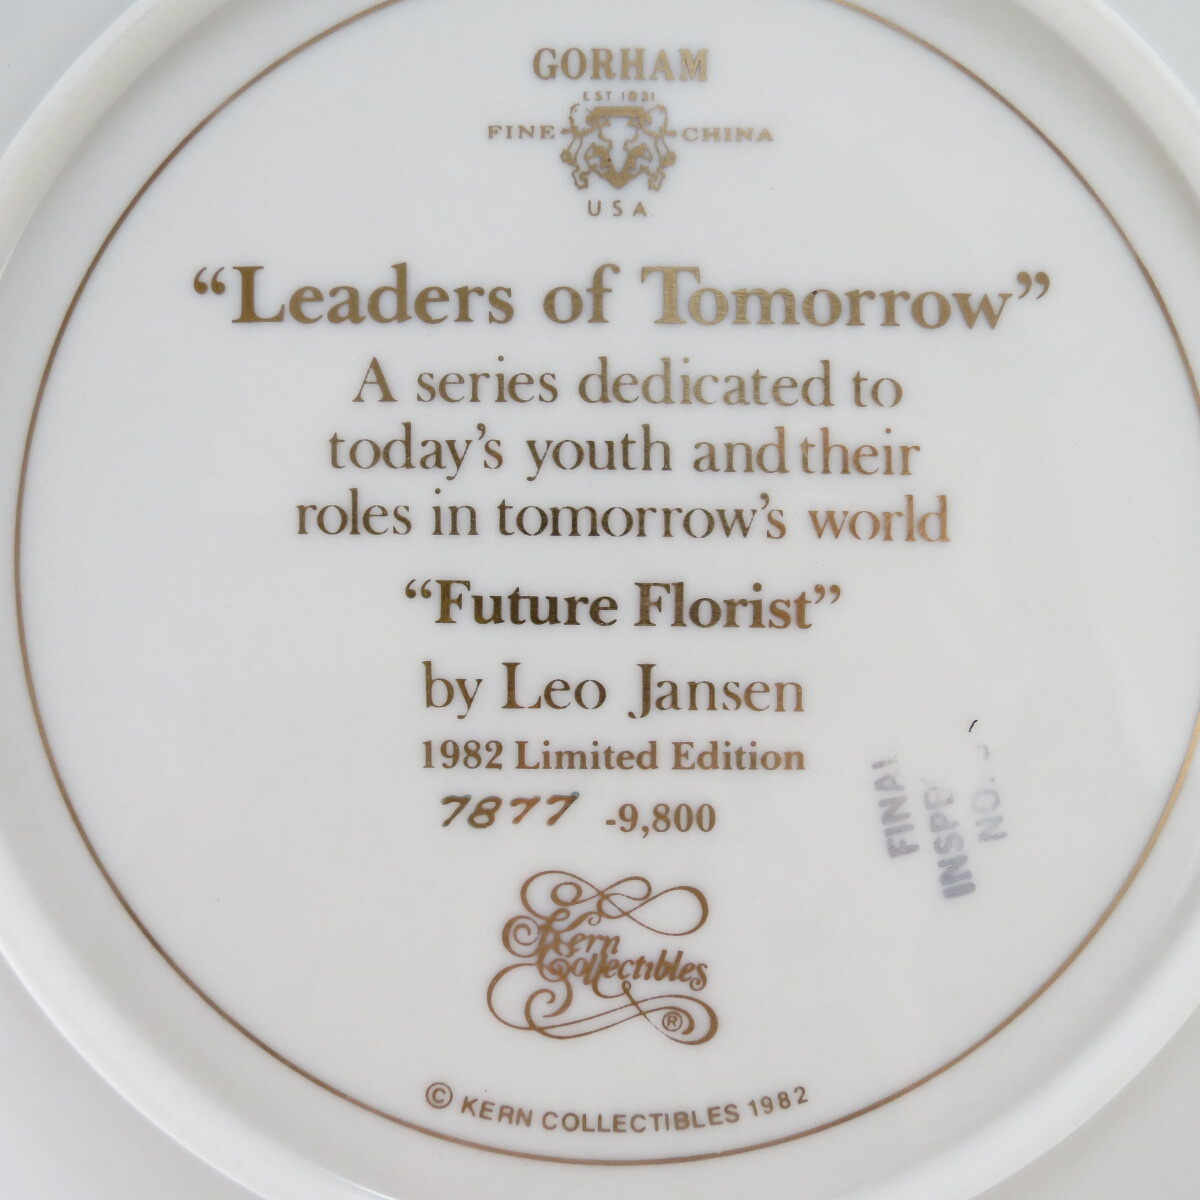 GORHAM
EST 1831
FINE CHINA
U.S.A.
“Leaders of Tomorrow”
A series dedicated to
today’s youth and their
roles in tomorrow’s world
“Future Florist”
by Leo Jansen
1982 Limited Edition
7877 -9,800
Kern
Collectibles
®
© KERN COLLECTIBLES 1982
FINAL
NO.